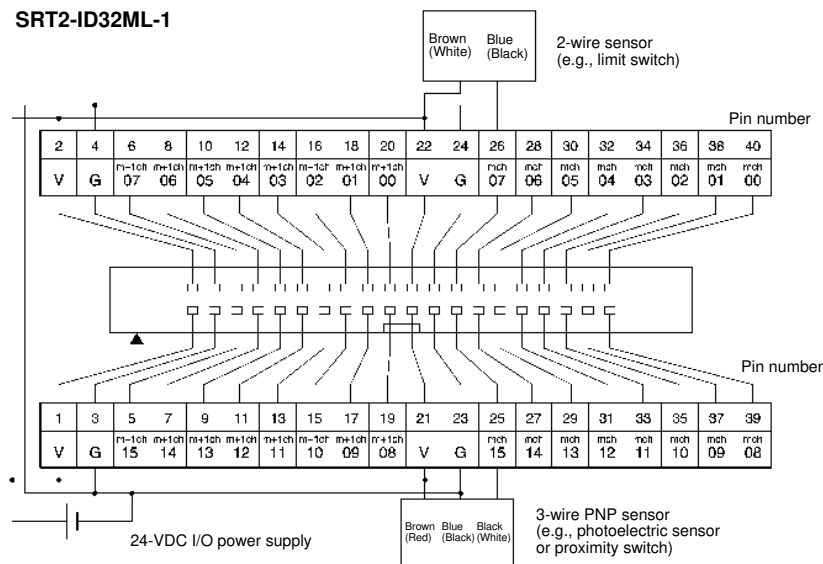 SRT2-ID32ML-1
Brown (White)
Blue (Black)
2-wire sensor
(e.g., limit switch)
Pin number
2 4 6 8 10 12 14 16 18 20 22 24 26 28 30 32 34 36 38 40
V G m+1ch 07 m+1ch 06 m+1ch 05 m+1ch 04 m+1ch 03 m+1ch 02 m+1ch 01 m+1ch 00 V G mch 07 mch 06 mch 05 mch 04 mch 03 mch 02 mch 01 mch 00
Pin number
1 3 5 7 9 11 13 15 17 19 21 23 25 27 29 31 33 35 37 39
V G m+1ch 15 m+1ch 14 m+1ch 13 m+1ch 12 m+1ch 11 m+1ch 10 m+1ch 09 m+1ch 08 V G mch 15 mch 14 mch 13 mch 12 mch 11 mch 10 mch 09 mch 08
24-VDC I/O power supply
Brown (Red)
Blue (Black)
Black (White)
3-wire PNP sensor
(e.g., photoelectric sensor
or proximity switch)